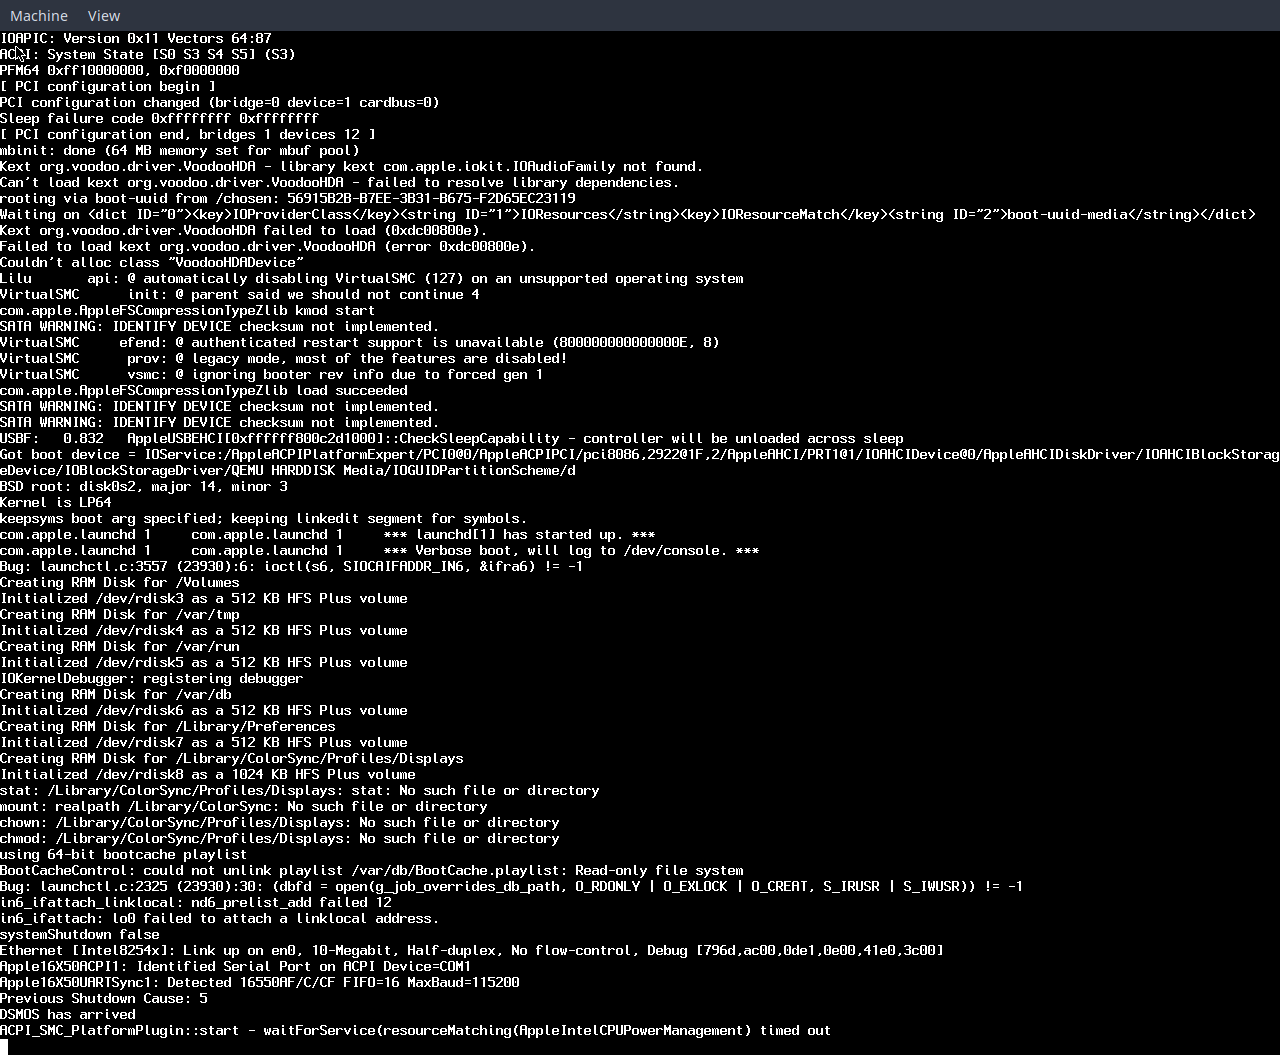 Machine View
IOAPIC: Version 0x11 Vectors 64:87
ACPI: System State [S0 S3 S4 S5] (S3)
PFM64 0xff10000000, 0xf0000000
[ PCI configuration begin ]
PCI configuration changed (bridge=0 device=1 cardbus=0)
Sleep failure code 0xffffffff 0xffffffff
[ PCI configuration end, bridges 1 devices 12 ]
mbinit: done (64 MB memory set for mbuf pool)
Kext org.voodoo.driver.VoodooHDA - library kext com.apple.iokit.IOAudioFamily not found.
Can't load kext org.voodoo.driver.VoodooHDA - failed to resolve library dependencies.
rooting via boot-uuid from /chosen: 56915B2B-B7EE-3B31-B675-F2D65EC23119
Waiting on <dict ID="0"><key>IOProviderClass</key><string ID="1">IOResources</string><key>IOResourceMatch</key><string ID="2">boot-uuid-media</string></dict>
Kext org.voodoo.driver.VoodooHDA failed to load (0xdc00800e).
Failed to load kext org.voodoo.driver.VoodooHDA (error 0xdc00800e).
Couldn't alloc class "VoodooHDADevice"
Lilu       api: @ automatically disabling VirtualSMC (127) on an unsupported operating system
VirtualSMC      init: @ parent said we should not continue 4
com.apple.AppleFSCompressionTypeZlib kmod start
SATA WARNING: IDENTIFY DEVICE checksum not implemented.
VirtualSMC     efend: @ authenticated restart support is unavailable (800000000000000E, 8)
VirtualSMC      prov: @ legacy mode, most of the features are disabled!
VirtualSMC      vsmc: @ ignoring booter rev info due to forced gen 1
com.apple.AppleFSCompressionTypeZlib load succeeded
SATA WARNING: IDENTIFY DEVICE checksum not implemented.
SATA WARNING: IDENTIFY DEVICE checksum not implemented.
USBF:   0.832   AppleUSBEHCI[0xffffff800c2d1000]::CheckSleepCapability - controller will be unloaded across sleep
Got boot device = IOService:/AppleACPIPlatformExpert/PCI0@0/AppleACPIPCI/pci8086,2922@1F,2/AppleAHCI/PRT1@1/IOAHCIDevice@0/AppleAHCIDiskDriver/IOAHCIBlockStorag
eDevice/IOBlockStorageDriver/QEMU HARDDISK Media/IOGUIDPartitionScheme/d
BSD root: disk0s2, major 14, minor 3
Kernel is LP64
keepsyms boot arg specified; keeping linkedit segment for symbols.
com.apple.launchd 1     com.apple.launchd 1     *** launchd[1] has started up. ***
com.apple.launchd 1     com.apple.launchd 1     *** Verbose boot, will log to /dev/console. ***
Bug: launchctl.c:3557 (23930):6: ioctl(s6, SIOCAIFADDR_IN6, &ifra6) != -1
Creating RAM Disk for /Volumes
Initialized /dev/rdisk3 as a 512 KB HFS Plus volume
Creating RAM Disk for /var/tmp
Initialized /dev/rdisk4 as a 512 KB HFS Plus volume
Creating RAM Disk for /var/run
Initialized /dev/rdisk5 as a 512 KB HFS Plus volume
IOKernelDebugger: registering debugger
Creating RAM Disk for /var/db
Initialized /dev/rdisk6 as a 512 KB HFS Plus volume
Creating RAM Disk for /Library/Preferences
Initialized /dev/rdisk7 as a 512 KB HFS Plus volume
Creating RAM Disk for /Library/ColorSync/Profiles/Displays
Initialized /dev/rdisk8 as a 1024 KB HFS Plus volume
stat: /Library/ColorSync/Profiles/Displays: stat: No such file or directory
mount: realpath /Library/ColorSync: No such file or directory
chown: /Library/ColorSync/Profiles/Displays: No such file or directory
chmod: /Library/ColorSync/Profiles/Displays: No such file or directory
using 64-bit bootcache playlist
BootCacheControl: could not unlink playlist /var/db/BootCache.playlist: Read-only file system
Bug: launchctl.c:2325 (23930):30: (dbfd = open(g_job_overrides_db_path, O_RDONLY | O_EXLOCK | O_CREAT, S_IRUSR | S_IWUSR)) != -1
in6_ifattach_linklocal: nd6_prelist_add failed 12
in6_ifattach: lo0 failed to attach a linklocal address.
systemShutdown false
Ethernet [Intel8254x]: Link up on en0, 10-Megabit, Half-duplex, No flow-control, Debug [796d,ac00,0de1,0e00,41e0,3c00]
Apple16X50ACPI1: Identified Serial Port on ACPI Device=COM1
Apple16X50UARTSync1: Detected 16550AF/C/CF FIFO=16 MaxBaud=115200
Previous Shutdown Cause: 5
DSMOS has arrived
ACPI_SMC_PlatformPlugin::start - waitForService(resourceMatching(AppleIntelCPUPowerManagement) timed out